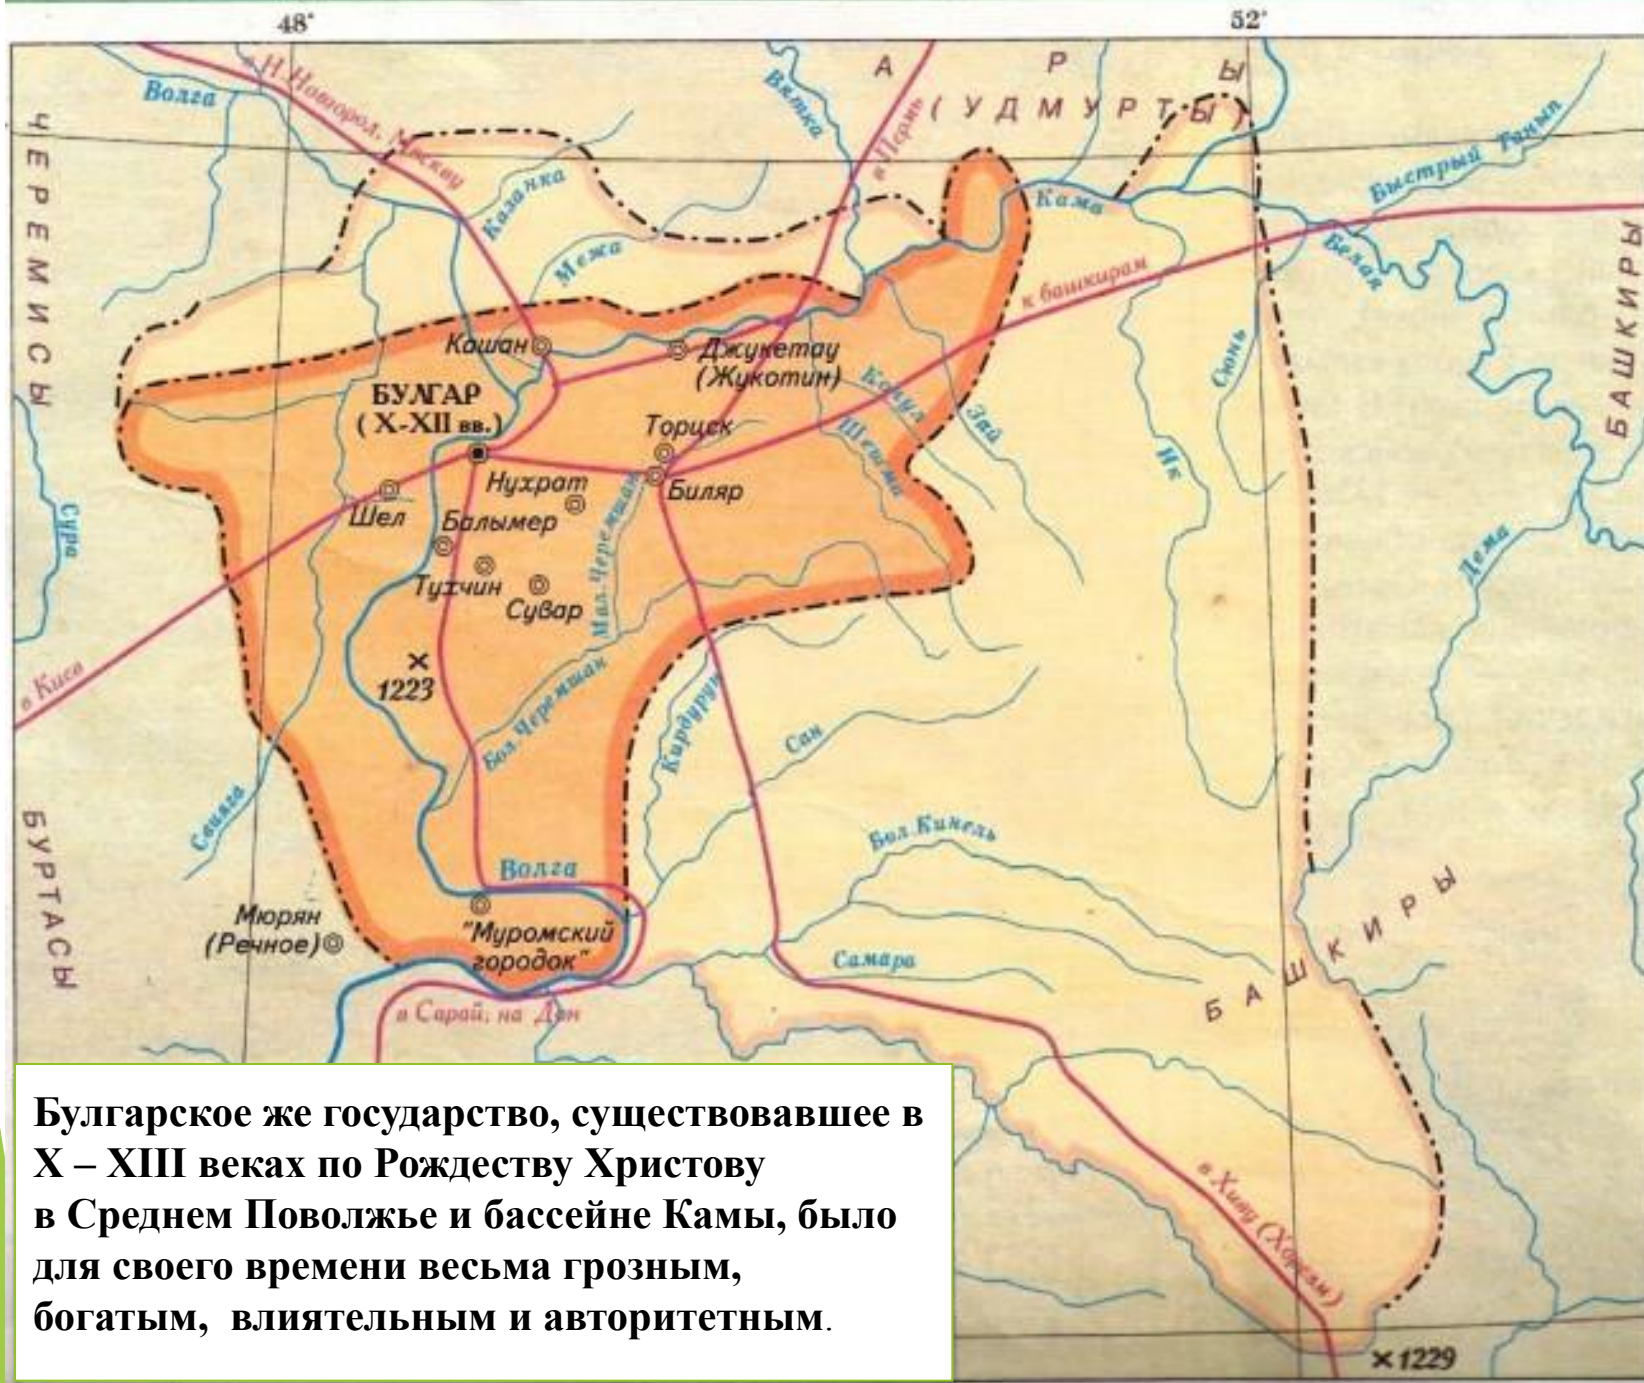 48°
52°
Волга
в Н. Новгород, Москву
Вятка
в Пермь
А Р Ы
( У Д М У Р Т Ы )
ЧЕРЕМИСЫ
Казанка
Межа
Кама
Быстрый Танып
Белая
БАШКИРЫ
к башкирам
Кашан
Джукетау
(Жукотин)
БУЛГАР
( X-XII вв.)
Торцск
Кичуй
Шешма
Зай
Ик
Сюнь
Нухрат
Биляр
Шел
Балымер
Мал. Черемшан
Сура
Тухчин
Сувар
Дема
в Киев
1223
Бол. Черемшан
Кирдурун
Сан
Свияга
БУРТАСЫ
Бол. Кинель
Волга
Мюрян
(Речное)
"Муромский
городок"
Самара
БАШКИРЫ
в Сарай, на Дон
в Хиву (Хорезм)
1229
Булгарское же государство, существовавшее в
X – XIII веках по Рождеству Христову
в Среднем Поволжье и бассейне Камы, было
для своего времени весьма грозным,
богатым, влиятельным и авторитетным.